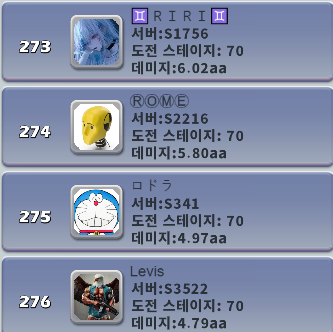 273
♊ＲＩＲＩ♊
서버:S1756
도전 스테이지: 70
데미지:6.02aa
274
ⓇⓄⓂⒺ
서버:S2216
도전 스테이지: 70
데미지:5.80aa
275
ロドラ
서버:S341
도전 스테이지: 70
데미지:4.97aa
276
Levis
서버:S3522
도전 스테이지: 70
데미지:4.79aa